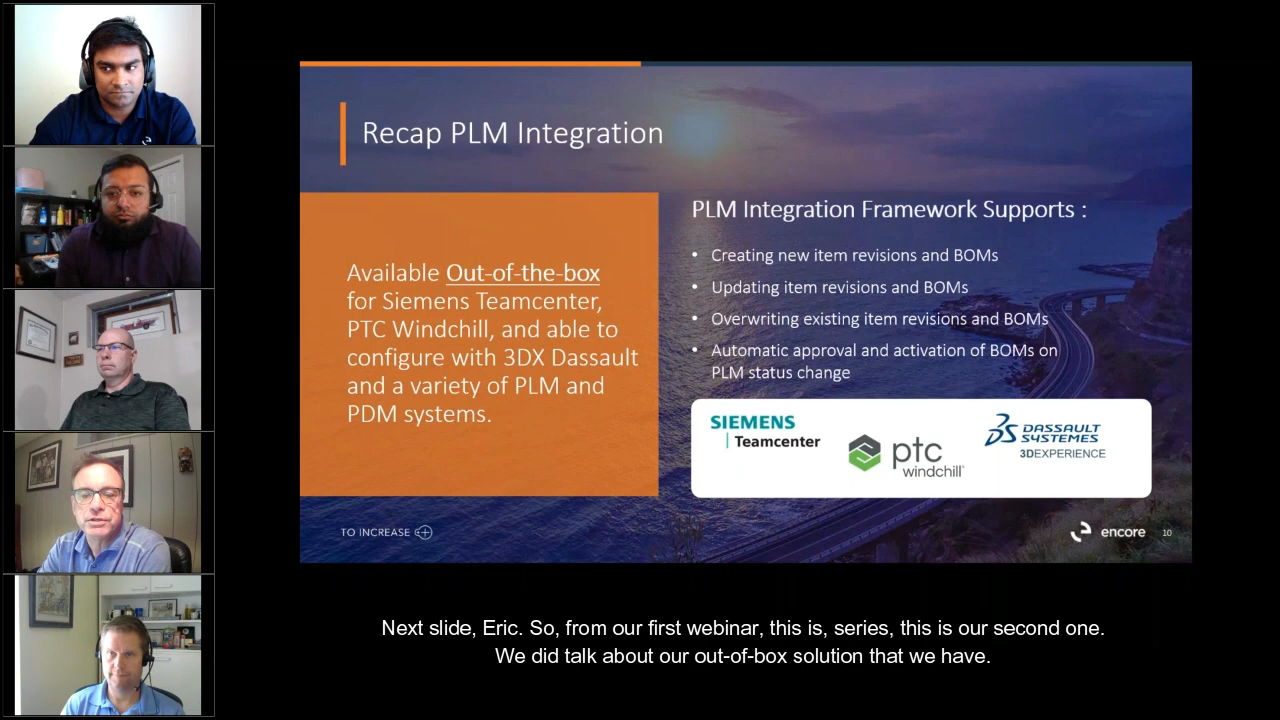 Recap PLM Integration
Available Out-of-the-box
for Siemens Teamcenter,
PTC Windchill, and able to
configure with 3DX Dassault
and a variety of PLM and
PDM systems.
PLM Integration Framework Supports :
• Creating new item revisions and BOMs
• Updating item revisions and BOMs
• Overwriting existing item revisions and BOMs
• Automatic approval and activation of BOMs on
PLM status change
SIEMENS
Teamcenter
ptc
windchill®
DASSAULT
SYSTEMES
3DEXPERIENCE
TO INCREASE
encore
10
Next slide, Eric. So, from our first webinar, this is, series, this is our second one.
We did talk about our out-of-box solution that we have.